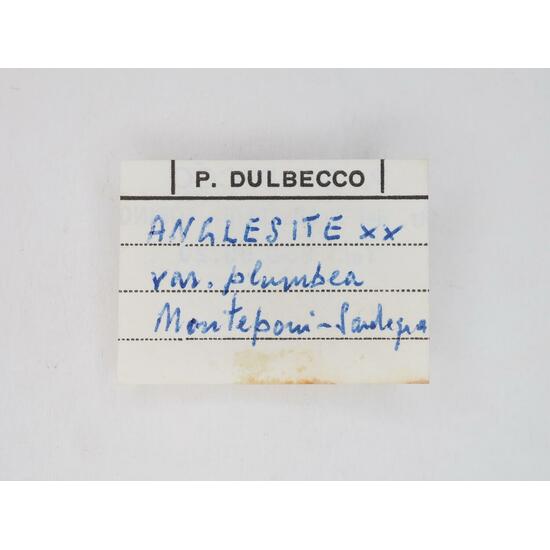 P. DULBECCO
ANGLESITE xx
var. plumbea
Monteponi - Sardegna